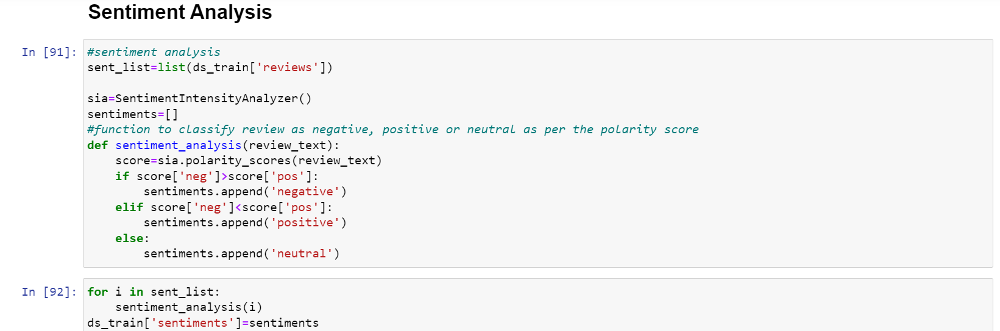 Sentiment Analysis
In [91]:
#sentiment analysis
sent_list=list(ds_train['reviews'])
sia=SentimentIntensityAnalyzer()
sentiments=[]
#function to classify review as negative, positive or neutral as per the polarity score
def sentiment_analysis(review_text):
    score=sia.polarity_scores(review_text)
    if score['neg']>score['pos']:
        sentiments.append('negative')
    elif score['neg']<score['pos']:
        sentiments.append('positive')
    else:
        sentiments.append('neutral')
In [92]:
for i in sent_list:
    sentiment_analysis(i)
ds_train['sentiments']=sentiments